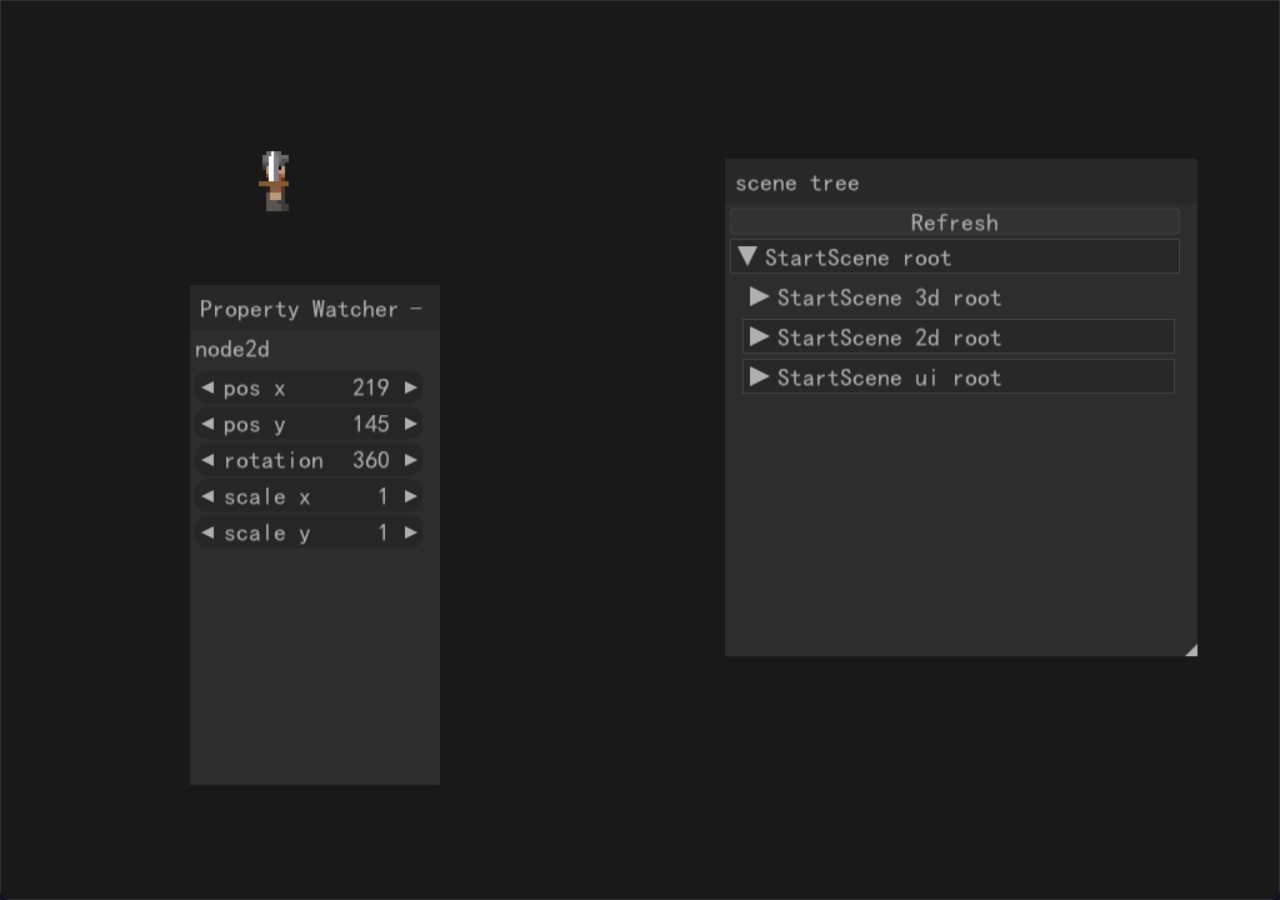 Property Watcher
node2d
pos x 219
pos y 145
rotation 360
scale x 1
scale y 1
scene tree
Refresh
StartScene root
StartScene 3d root
StartScene 2d root
StartScene ui root